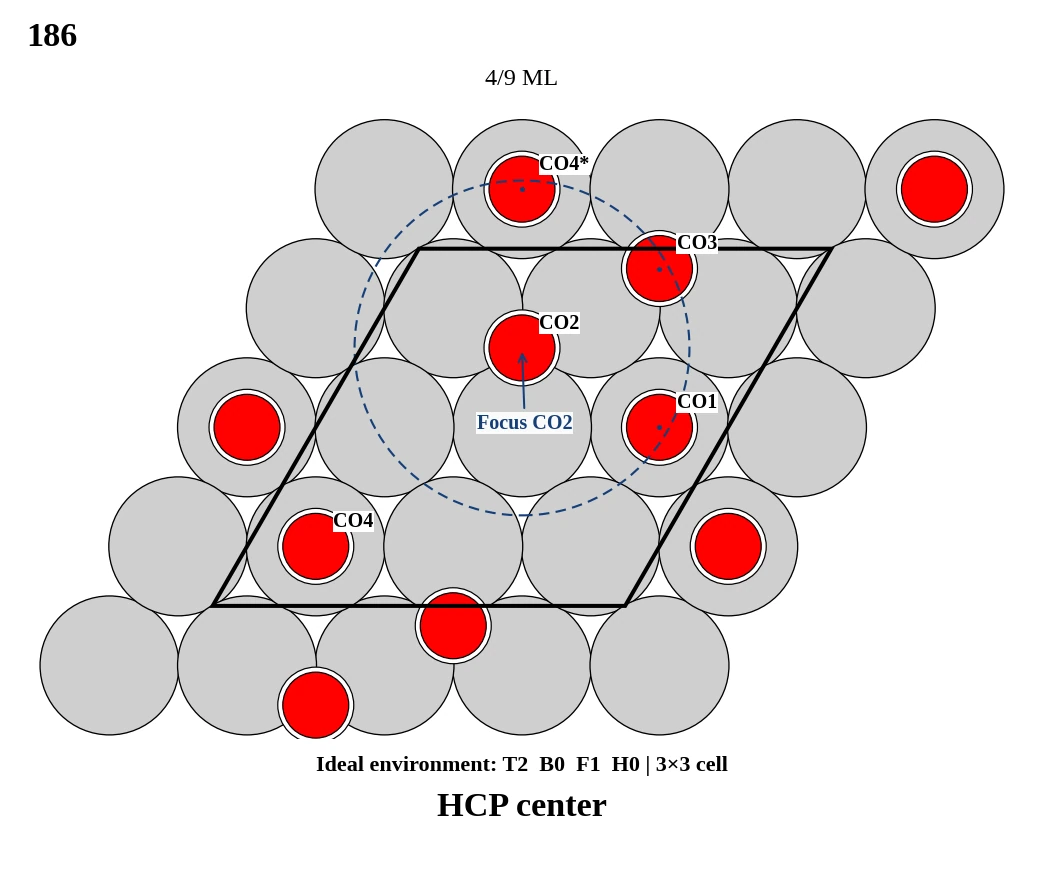 186
4/9 ML
CO4*
CO3
CO2
CO1
Focus CO2
CO4
Ideal environment: T2 B0 F1 H0 | 3×3 cell
HCP center